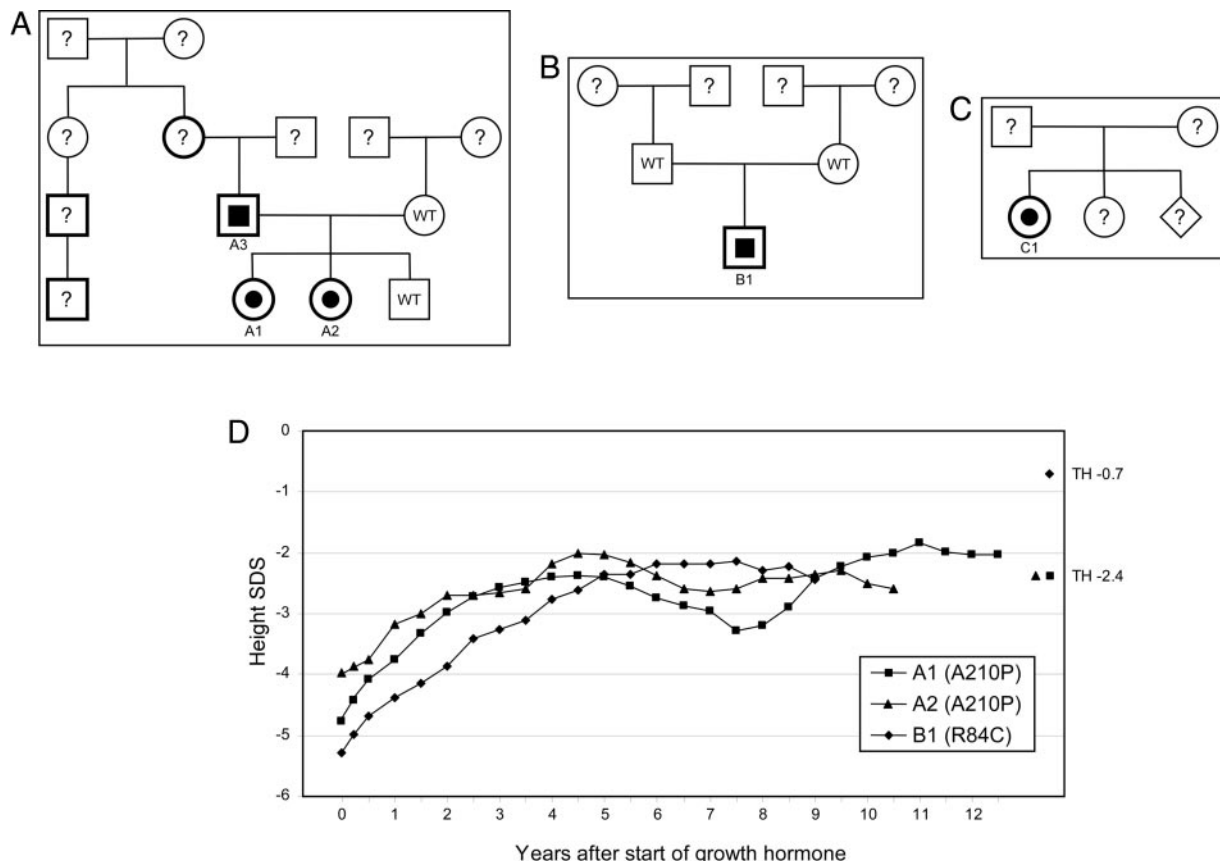 A
? ?
? ? ? ? ?
? A3 WT
? A1 A2 WT
B
? ? ? ?
WT WT
B1
C
? ?
C1 ? ?
D
Height SDS
0
-1
-2
-3
-4
-5
-6
TH -0.7
TH -2.4
A1 (A210P)
A2 (A210P)
B1 (R84C)
0 1 2 3 4 5 6 7 8 9 10 11 12
Years after start of growth hormone